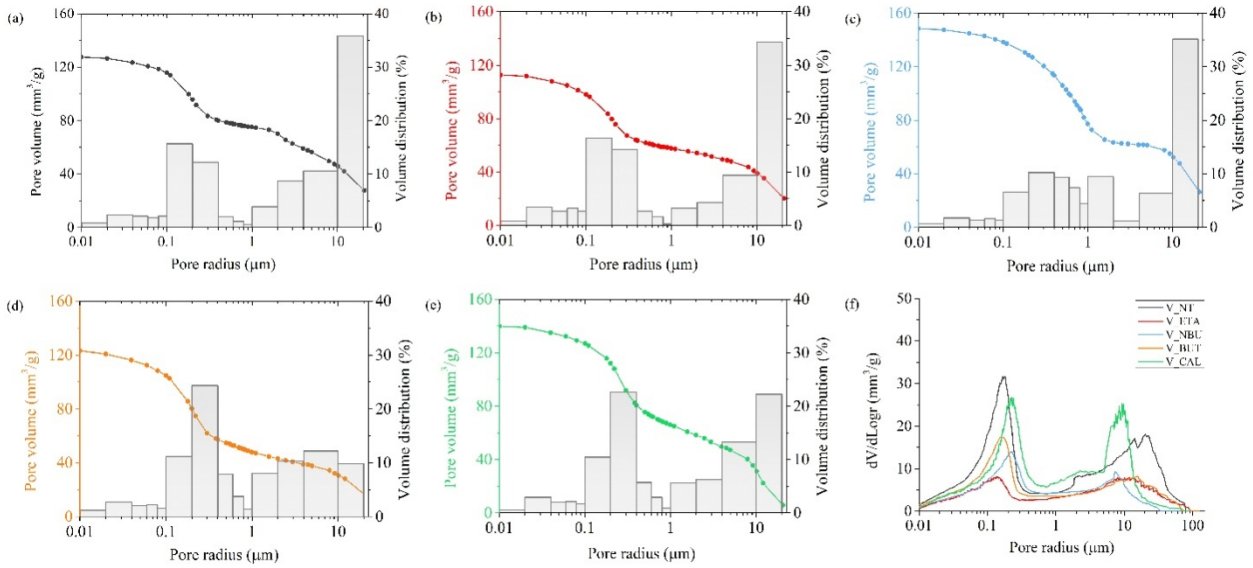 (a)
160
120
80
40
0
Pore volume (mm³/g)
40
30
20
10
0
Volume distribution (%)
0.01 0.1 1 10
Pore radius (μm)
(b)
160
120
80
40
0
Pore volume (mm³/g)
40
30
20
10
0
Volume distribution (%)
0.01 0.1 1 10
Pore radius (μm)
(c)
160
120
80
40
0
Pore volume (mm³/g)
40
30
20
10
0
Volume distribution (%)
0.01 0.1 1 10
Pore radius (μm)
(d)
160
120
80
40
0
Pore volume (mm³/g)
40
30
20
10
0
Volume distribution (%)
0.01 0.1 1 10
Pore radius (μm)
(e)
160
120
80
40
0
Pore volume (mm³/g)
40
30
20
10
0
Volume distribution (%)
0.01 0.1 1 10
Pore radius (μm)
(f)
50
40
30
20
10
0
dV/dLogr (mm³/g)
V_NT
V_ETA
V_NBU
V_BUT
V_CAL
0.01 0.1 1 10 100
Pore radius (μm)